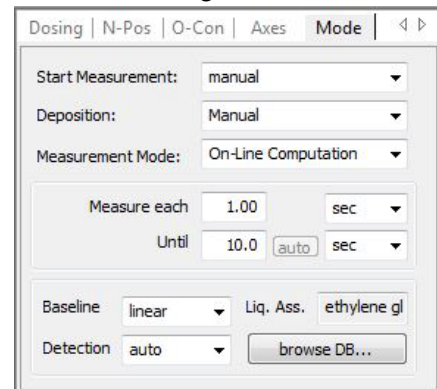 Dosing | N-Pos | O-Con | Axes Mode
Start Measurement: manual
Deposition: Manual
Measurement Mode: On-Line Computation
Measure each 1.00 sec
Until 10.0 auto sec
Baseline linear Liq. Ass. ethylene gl
Detection auto browse DB...